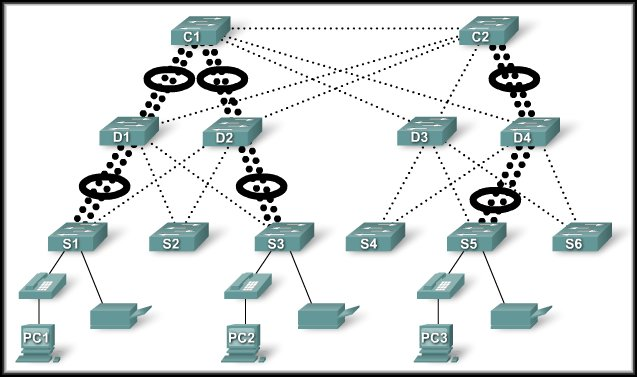 C1 C2
D1 D2 D3 D4
S1 S2 S3 S4 S5 S6
PC1 PC2 PC3